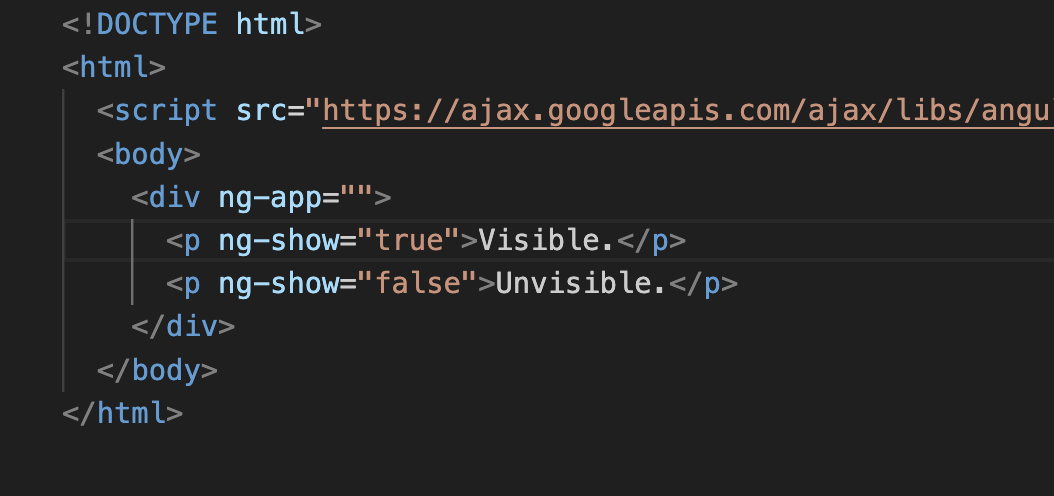 <!DOCTYPE html>
<html>
<script src="https://ajax.googleapis.com/ajax/libs/angu
<body>
<div ng-app="">
<p ng-show="true">Visible.</p>
<p ng-show="false">Unvisible.</p>
</div>
</body>
</html>